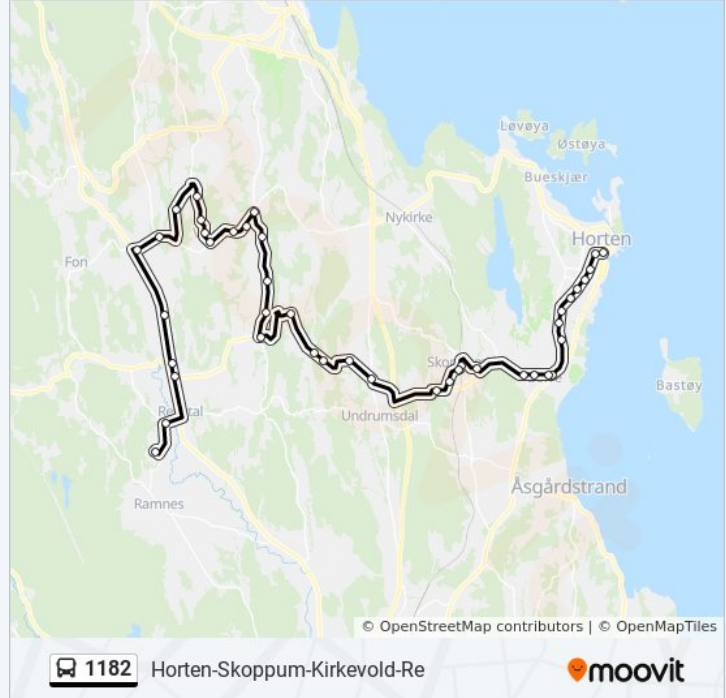 Løvøya
Østøya
Bueskjær
Nykirke
Horten
Fon
Bastøy
Undrumsdal
Åsgårdstrand
Ramnes
© OpenStreetMap contributors | © OpenMapTiles
1182 Horten-Skoppum-Kirkevold-Re
moovit